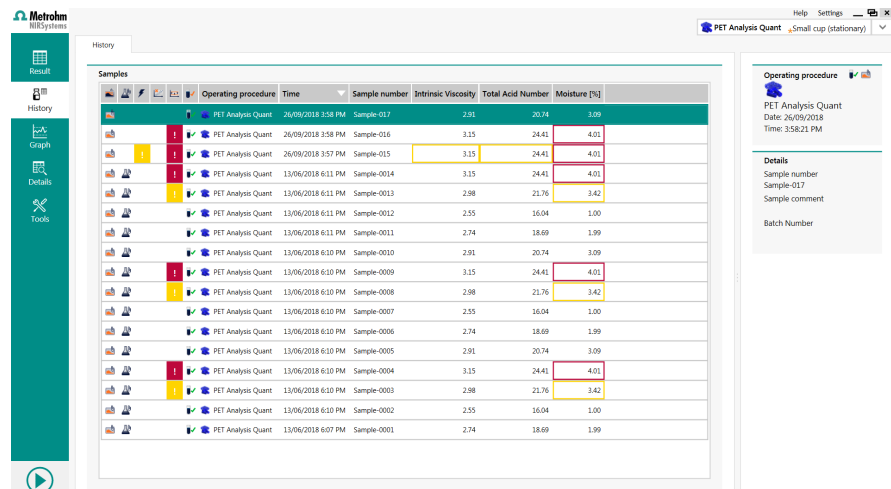 Metrohm
NIRSystems
Help Settings
PET Analysis Quant Small cup (stationary)
History
Result
History
Graph
Details
Tools
Samples
Operating procedure Time Sample number Intrinsic Viscosity Total Acid Number Moisture [%]
PET Analysis Quant 26/09/2018 3:58 PM Sample-017 2.91 20.74 3.09
! PET Analysis Quant 26/09/2018 3:58 PM Sample-016 3.15 24.41 4.01
! ! PET Analysis Quant 26/09/2018 3:57 PM Sample-015 3.15 24.41 4.01
! PET Analysis Quant 13/06/2018 6:11 PM Sample-0014 3.15 24.41 4.01
! PET Analysis Quant 13/06/2018 6:11 PM Sample-0013 2.98 21.76 3.42
PET Analysis Quant 13/06/2018 6:11 PM Sample-0012 2.55 16.04 1.00
PET Analysis Quant 13/06/2018 6:11 PM Sample-0011 2.74 18.69 1.99
PET Analysis Quant 13/06/2018 6:10 PM Sample-0010 2.91 20.74 3.09
! PET Analysis Quant 13/06/2018 6:10 PM Sample-0009 3.15 24.41 4.01
! PET Analysis Quant 13/06/2018 6:10 PM Sample-0008 2.98 21.76 3.42
PET Analysis Quant 13/06/2018 6:10 PM Sample-0007 2.55 16.04 1.00
PET Analysis Quant 13/06/2018 6:10 PM Sample-0006 2.74 18.69 1.99
PET Analysis Quant 13/06/2018 6:10 PM Sample-0005 2.91 20.74 3.09
! PET Analysis Quant 13/06/2018 6:10 PM Sample-0004 3.15 24.41 4.01
! PET Analysis Quant 13/06/2018 6:10 PM Sample-0003 2.98 21.76 3.42
PET Analysis Quant 13/06/2018 6:10 PM Sample-0002 2.55 16.04 1.00
PET Analysis Quant 13/06/2018 6:07 PM Sample-0001 2.74 18.69 1.99
Operating procedure
PET Analysis Quant
Date: 26/09/2018
Time: 3:58:21 PM
Details
Sample number
Sample-017
Sample comment
Batch Number